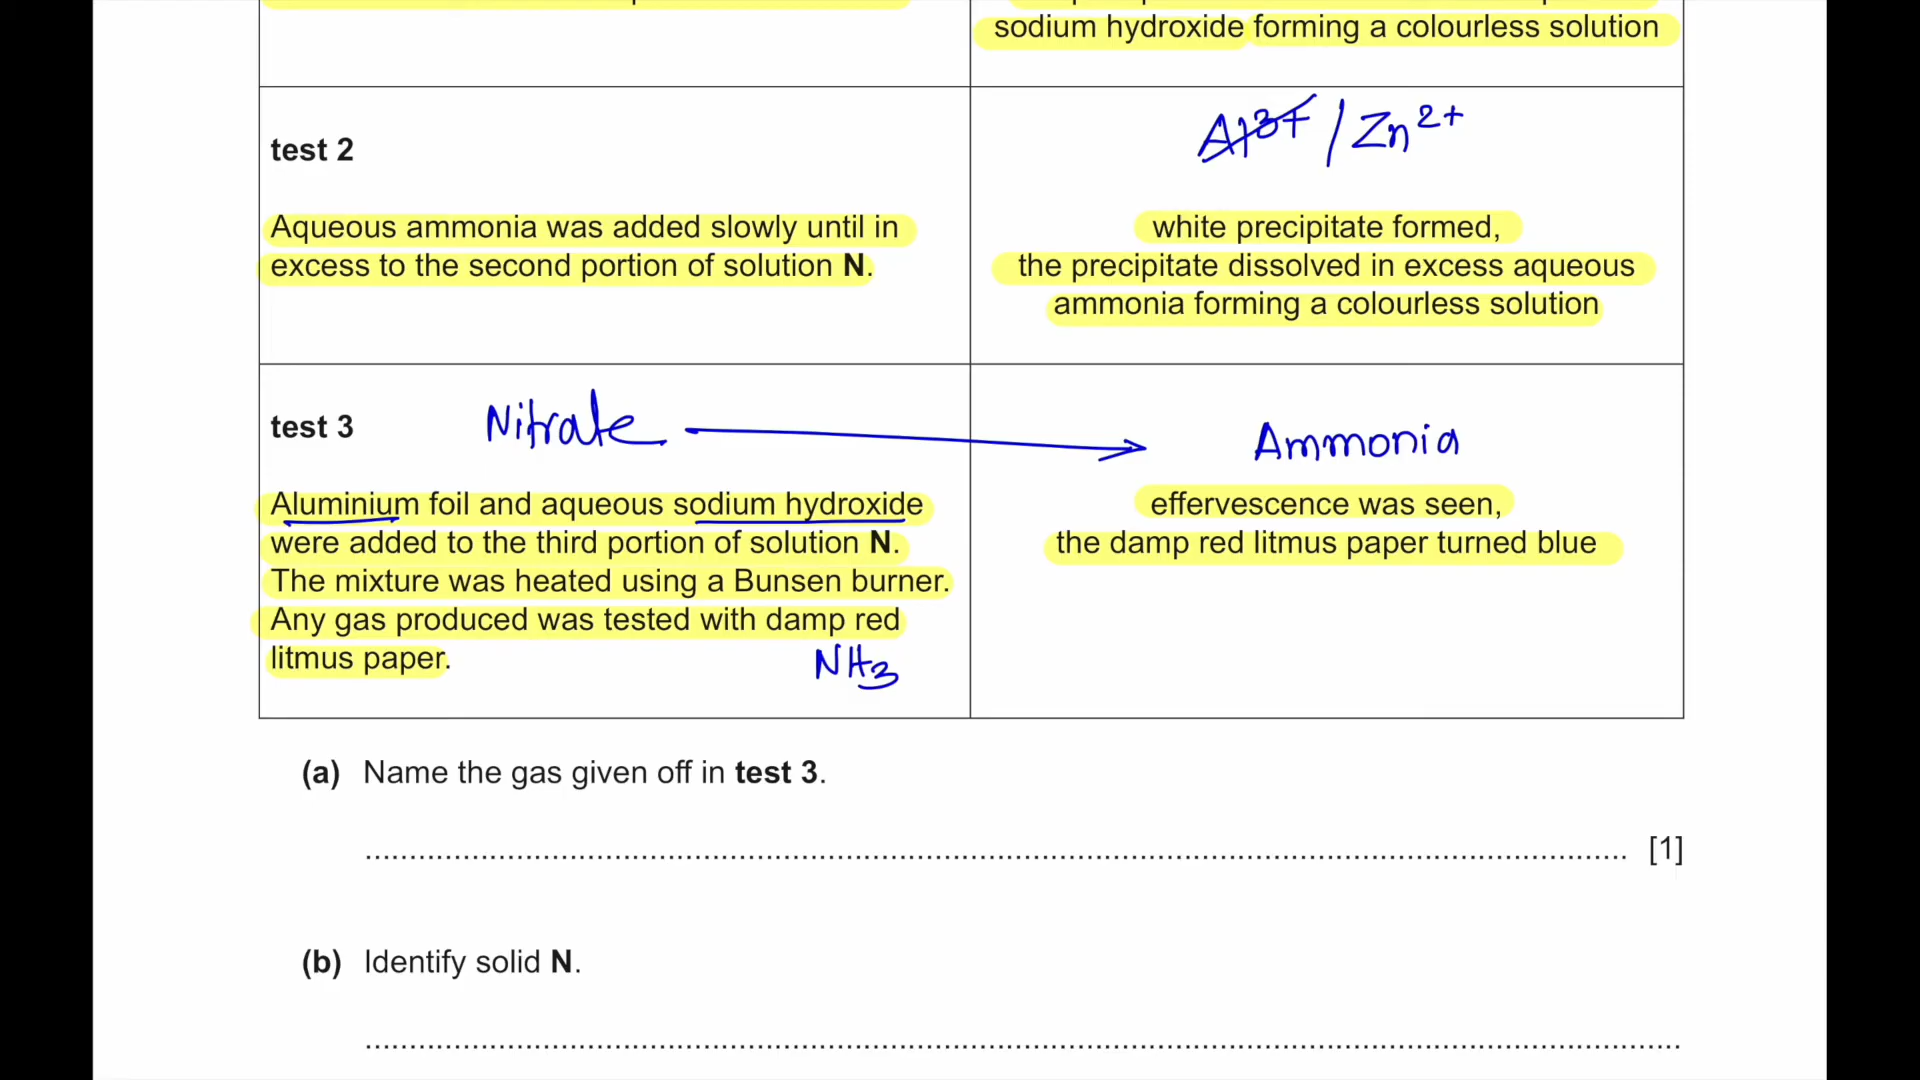 sodium hydroxide forming a colourless solution
Al3+ / Zn2+
test 2
Aqueous ammonia was added slowly until in
excess to the second portion of solution N.
white precipitate formed,
the precipitate dissolved in excess aqueous
ammonia forming a colourless solution
test 3
Nitrate
Ammonia
Aluminium foil and aqueous sodium hydroxide
were added to the third portion of solution N.
The mixture was heated using a Bunsen burner.
Any gas produced was tested with damp red
litmus paper.
NH3
effervescence was seen,
the damp red litmus paper turned blue
(a) Name the gas given off in test 3.
.......... [1]
(b) Identify solid N.